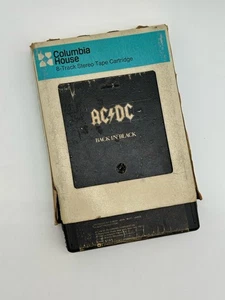 Columbia
House
8-Track Stereo Tape Cartridge
AC DC
BACK IN BLACK